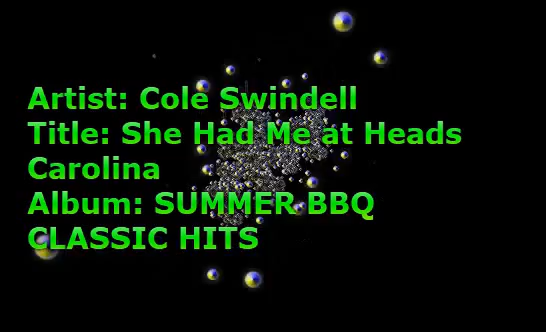 Artist: Cole Swindell
Title: She Had Me at Heads
Carolina
Album: SUMMER BBQ
CLASSIC HITS